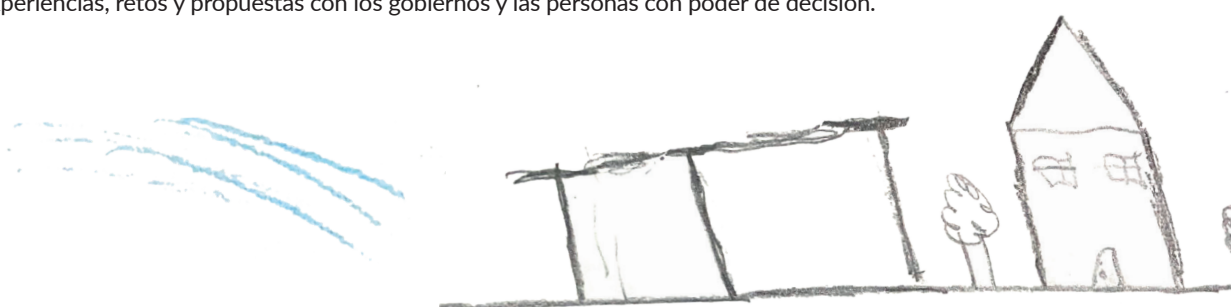 periencias, retos y propuestas con los gobiernos y las personas con poder de decisión.